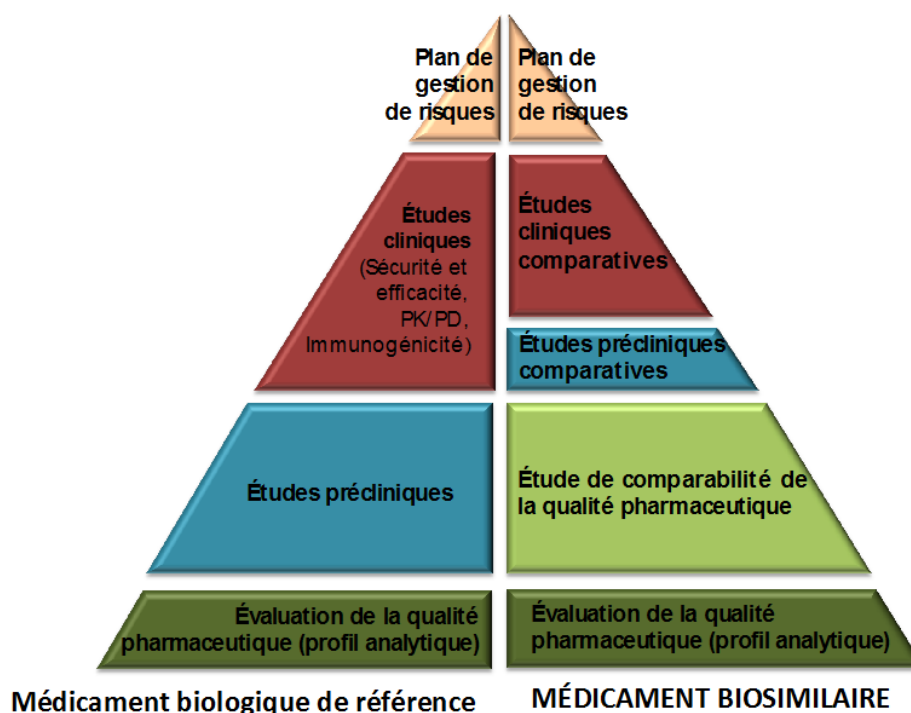 Plan de
gestion
de risques
Plan de
gestion
de risques
Études
cliniques
(Sécurité et
efficacité,
PK/PD,
Immunogénicité)
Études
cliniques
comparatives
Études précliniques
comparatives
Études précliniques
Étude de comparabilité de
la qualité pharmaceutique
Évaluation de la qualité
pharmaceutique (profil analytique)
Évaluation de la qualité
pharmaceutique (profil analytique)
Médicament biologique de référence
MÉDICAMENT BIOSIMILAIRE